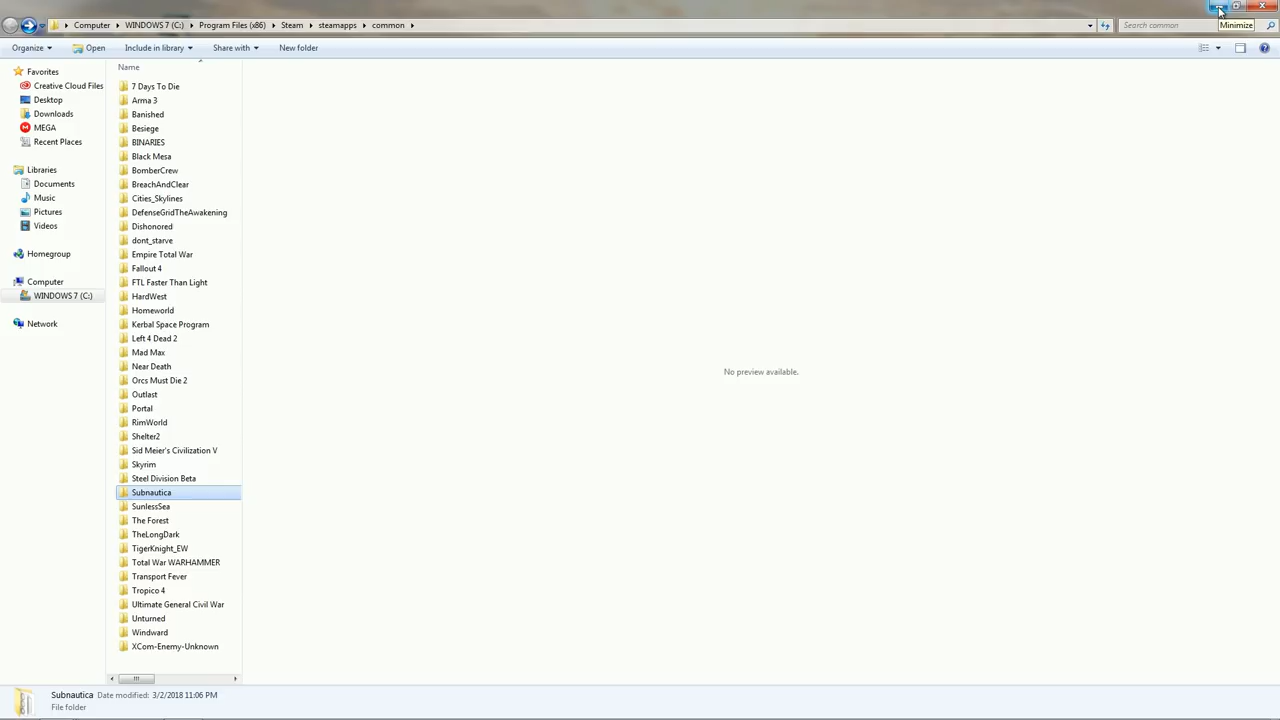 Computer WINDOWS 7 (C:) Program Files (x86) Steam steamapps common
Search common
Minimize
Organize Open Include in library Share with New folder
Name
Favorites
Creative Cloud Files
Desktop
Downloads
MEGA
Recent Places
Libraries
Documents
Music
Pictures
Videos
Homegroup
Computer
WINDOWS 7 (C:)
Network
7 Days To Die
Arma 3
Banished
Besiege
BINARIES
Black Mesa
BomberCrew
BreachAndClear
Cities_Skylines
DefenseGridTheAwakening
Dishonored
dont_starve
Empire Total War
Fallout 4
FTL Faster Than Light
HardWest
Homeworld
Kerbal Space Program
Left 4 Dead 2
Mad Max
Near Death
Orcs Must Die 2
Outlast
Portal
RimWorld
Shelter2
Sid Meier's Civilization V
Skyrim
Steel Division Beta
Subnautica
SunlessSea
The Forest
TheLongDark
TigerKnight_EW
Total War WARHAMMER
Transport Fever
Tropico 4
Ultimate General Civil War
Unturned
Windward
XCom-Enemy-Unknown
No preview available.
Subnautica Date modified: 3/2/2018 11:06 PM
File folder